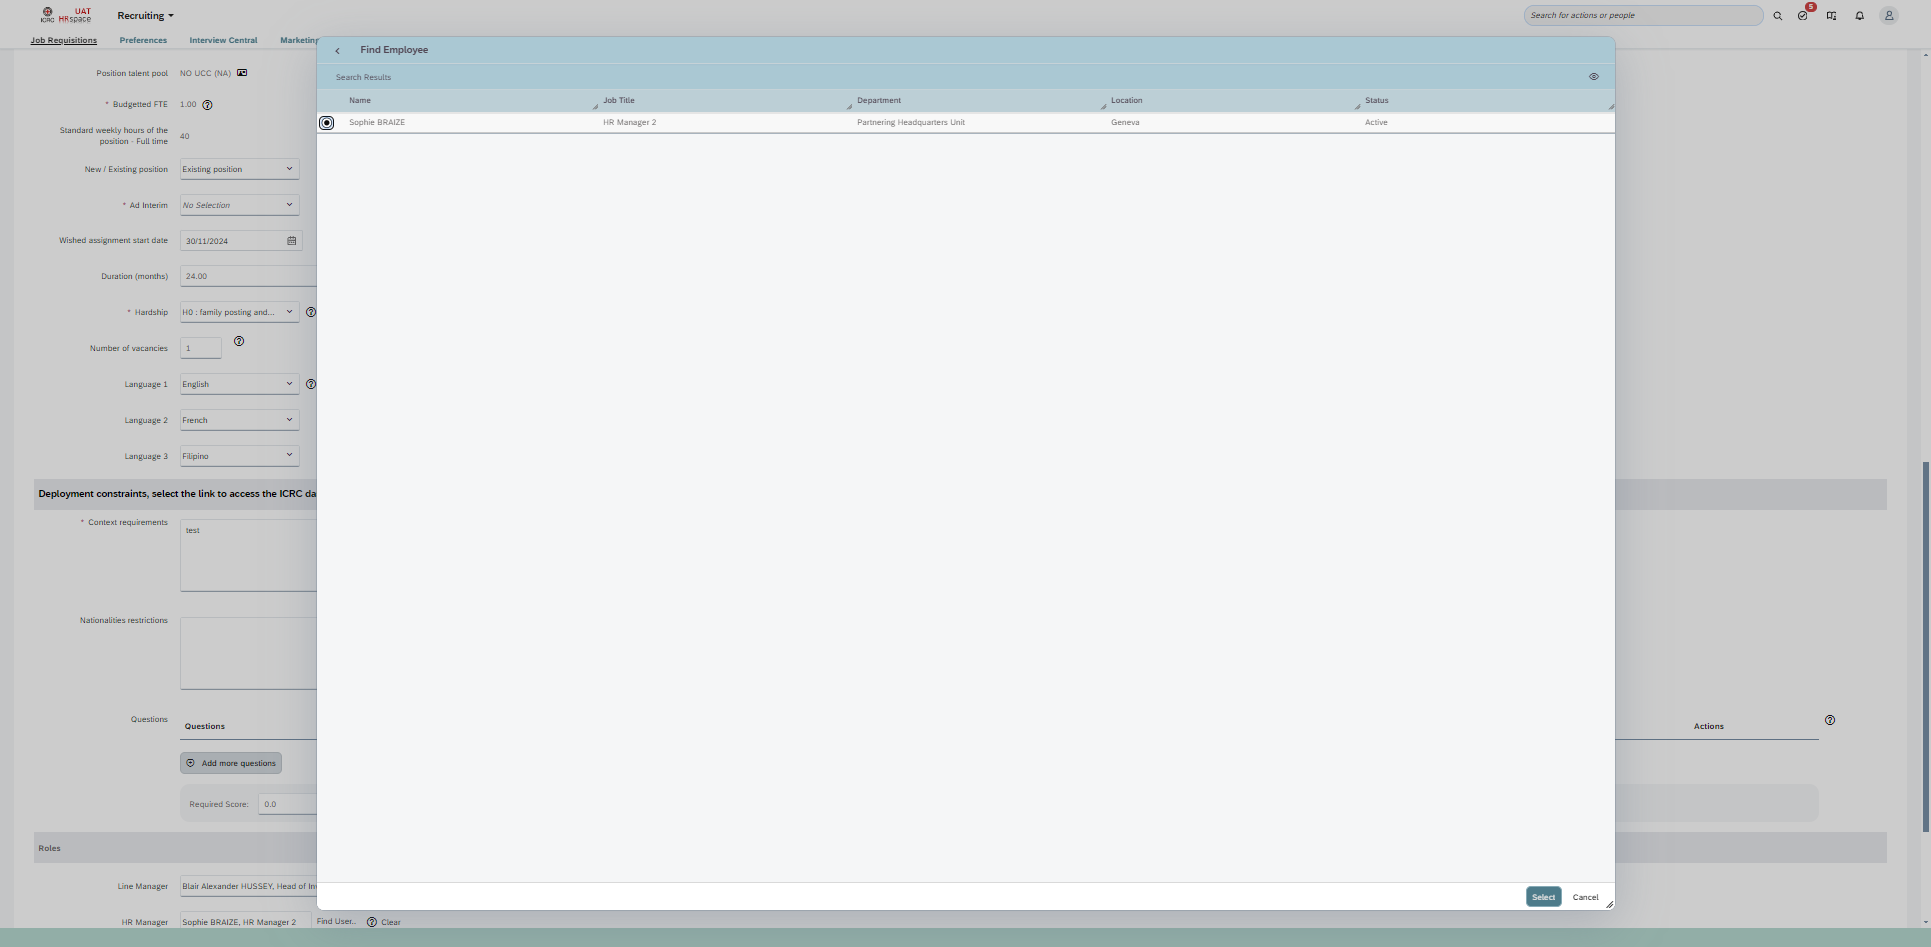 ICRC UAT HRspace
Recruiting
Search for actions or people
5
Job Requisitions Preferences Interview Central Marketing
Find Employee
Search Results
Name Job Title Department Location Status
Sophie BRAIZE HR Manager 2 Partnering Headquarters Unit Geneva Active
Position talent pool NO UCC (NA)
* Budgetted FTE 1.00
Standard weekly hours of the
position - Full time
40
New / Existing position Existing position
* Ad Interim No Selection
Wished assignment start date 30/11/2024
Duration (months) 24.00
* Hardship H0 : family posting and...
Number of vacancies 1
Language 1 English
Language 2 French
Language 3 Filipino
Deployment constraints, select the link to access the ICRC da
* Context requirements test
Nationalities restrictions
Questions Questions Actions
Add more questions
Required Score: 0.0
Roles
Line Manager Blair Alexander HUSSEY, Head of In
HR Manager Sophie BRAIZE, HR Manager 2 Find User... Clear
Select Cancel